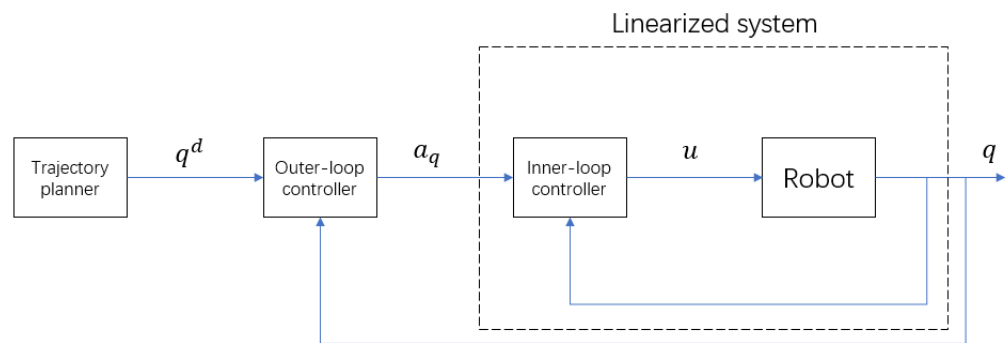 Linearized system
Trajectory
planner
q^d
Outer-loop
controller
a_q
Inner-loop
controller
u
Robot
q